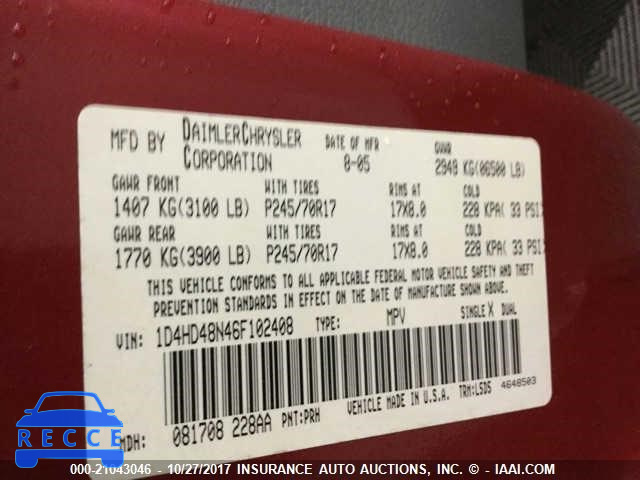 MFD BY DAIMLERCHRYSLER CORPORATION DATE OF MFR 8-05 GVWR 2949 KG(06500 LB)
GAWR FRONT WITH TIRES RIMS AT COLD
1407 KG(3100 LB) P245/70R17 17X8.0 228 KPA( 33 PSI)
GAWR REAR WITH TIRES RIMS AT COLD
1770 KG(3900 LB) P245/70R17 17X8.0 228 KPA( 33 PSI)
THIS VEHICLE CONFORMS TO ALL APPLICABLE FEDERAL MOTOR VEHICLE SAFETY AND THEFT
PREVENTION STANDARDS IN EFFECT ON THE DATE OF MANUFACTURE SHOWN ABOVE.
VIN: 1D4HD48N46F102408 TYPE: MPV SINGLE X DUAL
MDH: 081708 228AA PNT:PRH VEHICLE MADE IN U.S.A. TRM:L5D5 4648503
RECCE
000-21043046 - 10/27/2017 - INSURANCE AUTO AUCTIONS, INC. - IAAI.COM